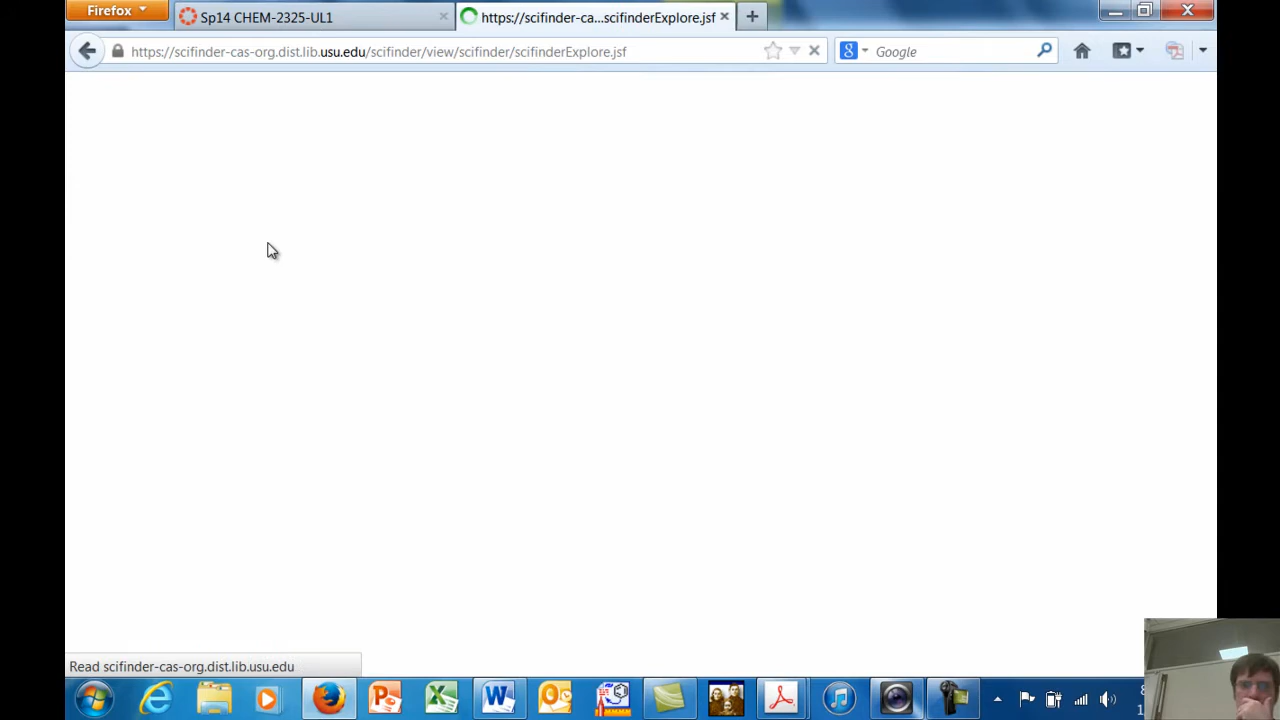 Firefox
Sp14 CHEM-2325-UL1
https://scifinder-ca...scifinderExplore.jsf
https://scifinder-cas-org.dist.lib.usu.edu/scifinder/view/scifinder/scifinderExplore.jsf
Google
Read scifinder-cas-org.dist.lib.usu.edu